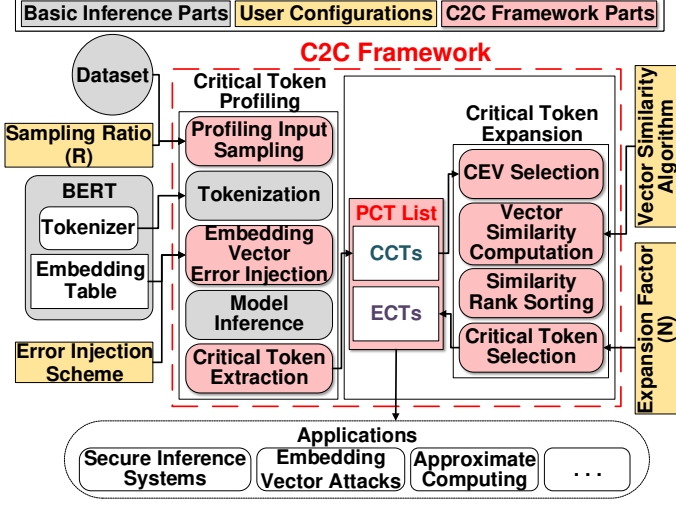 Basic Inference Parts
User Configurations
C2C Framework Parts
C2C Framework
Dataset
Sampling Ratio
(R)
BERT
Tokenizer
Embedding
Table
Error Injection
Scheme
Critical Token
Profiling
Profiling Input
Sampling
Tokenization
Embedding
Vector
Error Injection
Model
Inference
Critical Token
Extraction
PCT List
CCTs
ECTs
Critical Token
Expansion
CEV Selection
Vector
Similarity
Computation
Similarity
Rank Sorting
Critical Token
Selection
Vector Similarity
Algorithm
Expansion Factor
(N)
Applications
Secure Inference
Systems
Embedding
Vector Attacks
Approximate
Computing
. . .